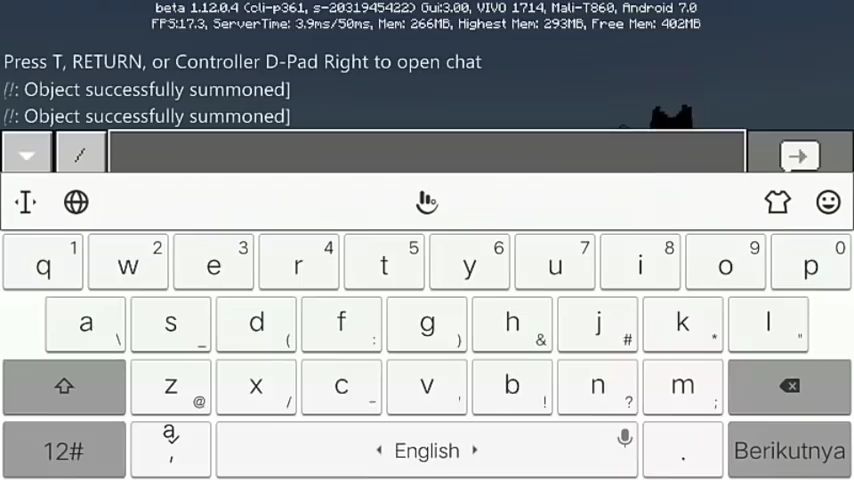 beta 1.12.0.4 (cli-p361, s-2031945422) Gui:3.00, VIVO 1714, Mali-T860, Android 7.0
FPS:17.3, ServerTime: 3.9ms/50ms, Mem: 266MB, Highest Mem: 293MB, Free Mem: 402MB
Press T, RETURN, or Controller D-Pad Right to open chat
[!: Object successfully summoned]
[!: Object successfully summoned]
/
q 1 w 2 e 3 r 4 t 5 y 6 u 7 i 8 o 9 p 0
a \ s _ d ( f : g ) h & j # k * l "
z @ x / c - v ' b ! n ? m ;
12# a , English . Berikutnya